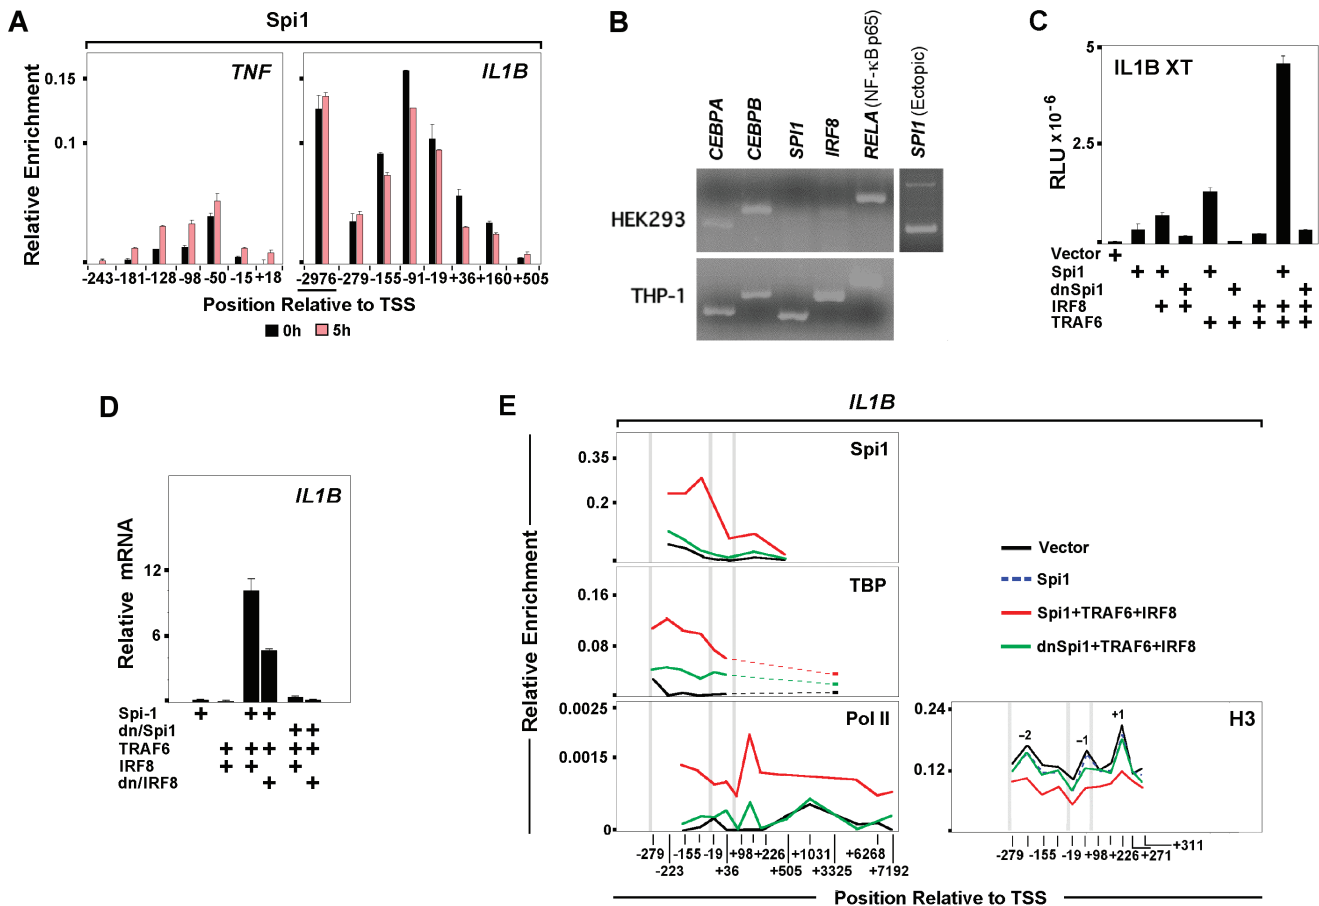 A
Spi1
TNF
IL1B
0.15
0.1
Relative Enrichment
-243 -181 -128 -98 -50 -15 +18
-2976 -279 -155 -91 -19 +36 +160 +505
Position Relative to TSS
0h 5h
B
CEBPA
CEBPB
SPI1
IRF8
RELA (NF-κB p65)
SPI1 (Ectopic)
HEK293
THP-1
C
IL1B XT
5
2.5
RLU x 10-6
Vector +
Spi1 + + + +
dnSpi1 + + +
IRF8 + + + + +
TRAF6 + + + + +
D
IL1B
12
6
Relative mRNA
Spi-1 + + +
dn/Spi1 + +
TRAF6 + + + + +
IRF8 + + +
dn/IRF8 + +
E
IL1B
Relative Enrichment
Spi1
0.35
0.2
TBP
0.16
0.08
Pol II
0.0025
0.0015
0
-279 -155 -19 +98 +226 +1031 +6268
-223 +36 +505 +3325 +7192
Vector
Spi1
Spi1+TRAF6+IRF8
dnSpi1+TRAF6+IRF8
H3
0.24
0.12
−2
−1
+1
-279 -155 -19 +98 +226 +271
+311
Position Relative to TSS